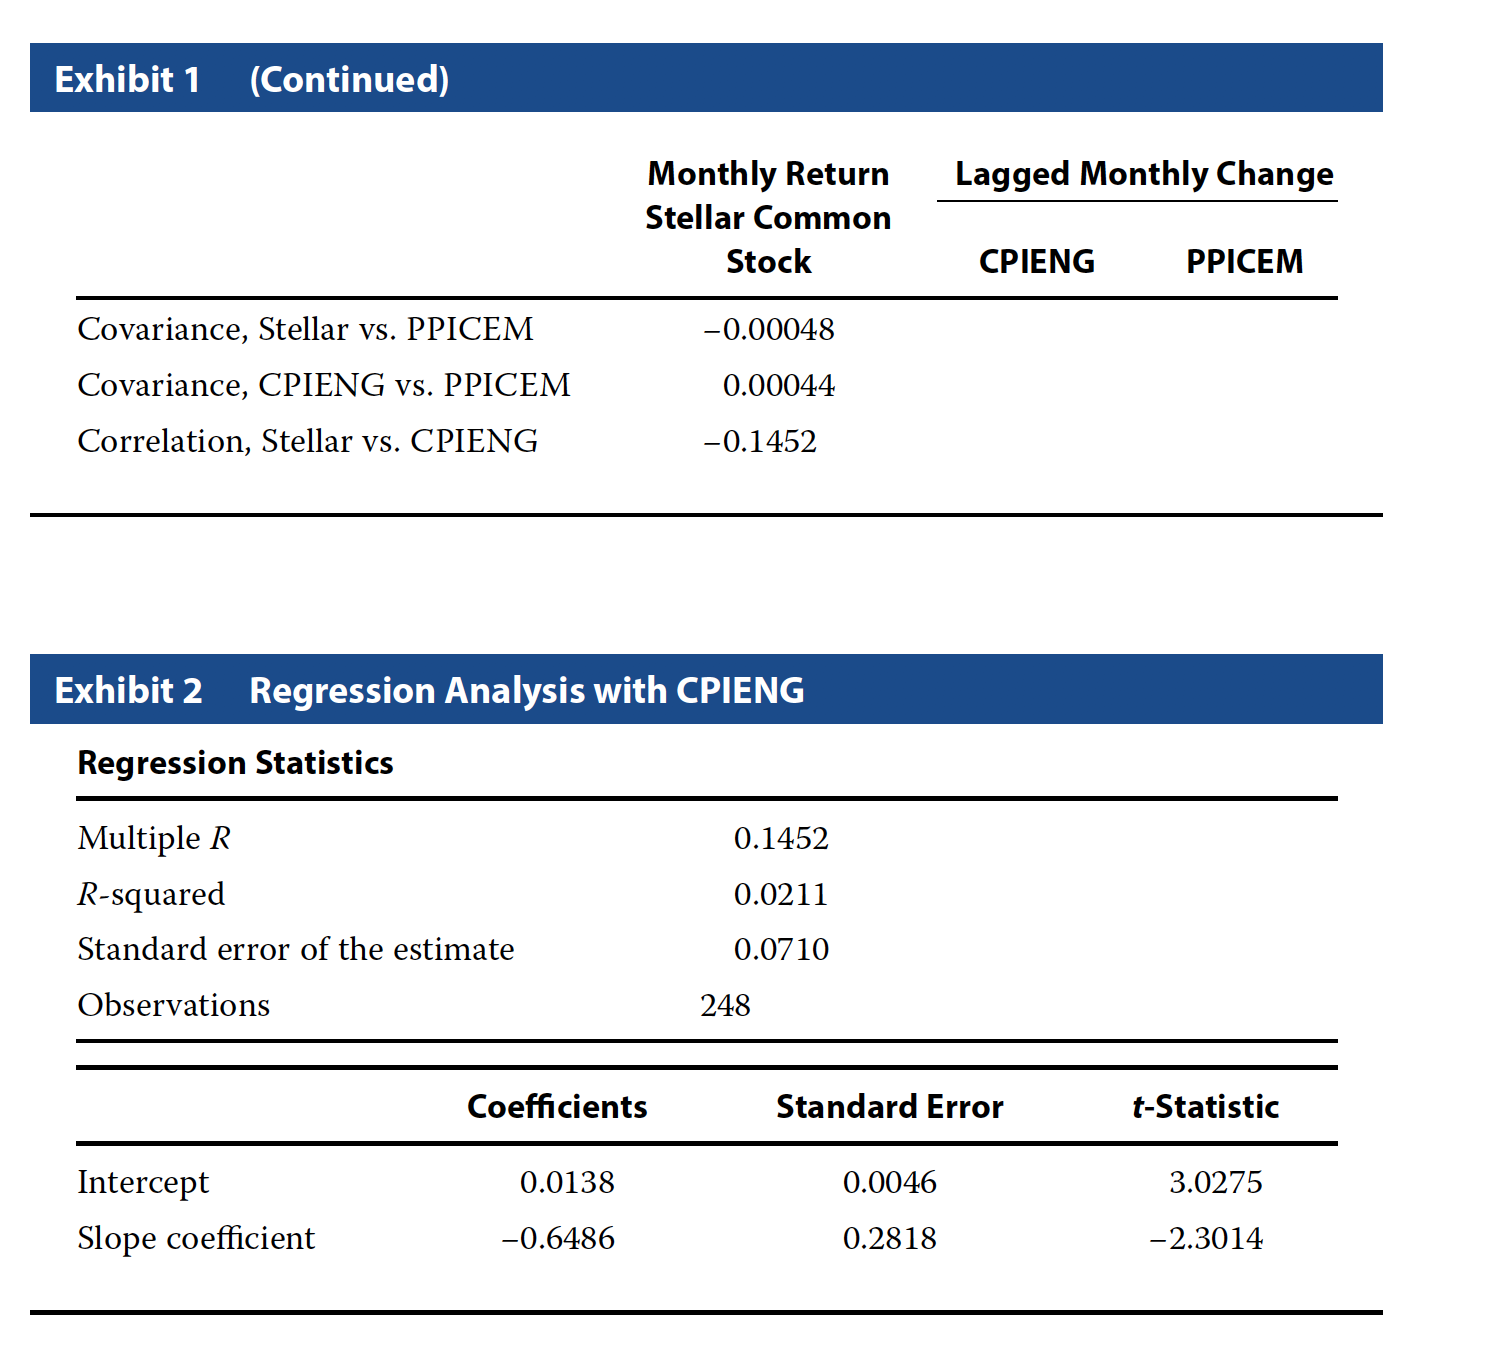 Exhibit 1 (Continued)
Monthly Return Lagged Monthly Change
Stellar Common
Stock CPIENG PPICEM
Covariance, Stellar vs. PPICEM –0.00048
Covariance, CPIENG vs. PPICEM 0.00044
Correlation, Stellar vs. CPIENG –0.1452
Exhibit 2 Regression Analysis with CPIENG
Regression Statistics
Multiple R 0.1452
R-squared 0.0211
Standard error of the estimate 0.0710
Observations 248
Coefficients Standard Error t-Statistic
Intercept 0.0138 0.0046 3.0275
Slope coefficient –0.6486 0.2818 –2.3014